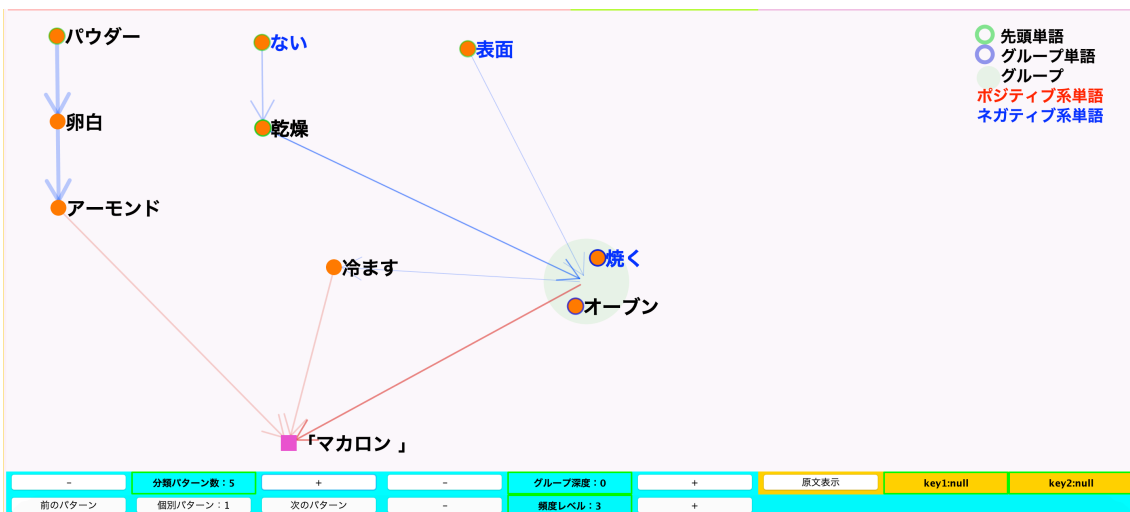 パウダー
ない
表面
先頭単語
グループ単語
グループ
ポジティブ系単語
ネガティブ系単語
卵白
乾燥
アーモンド
焼く
冷ます
オーブン
「マカロン 」
－ 分類パターン数：5 ＋ － グループ深度：0 ＋ 原文表示 key1:null key2:null
前のパターン 個別パターン：1 次のパターン － 頻度レベル：3 ＋